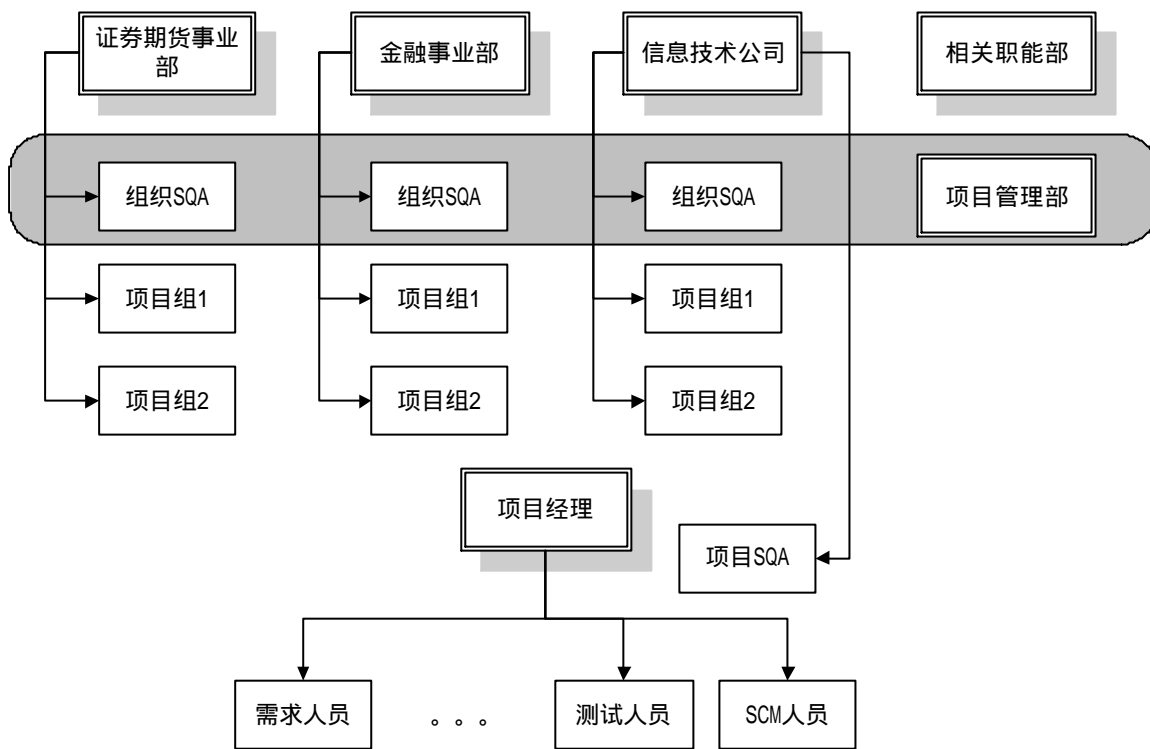 证券期货事业
部
金融事业部
信息技术公司
相关职能部
组织SQA
组织SQA
组织SQA
项目管理部
项目组1
项目组1
项目组1
项目组2
项目组2
项目组2
项目经理
项目SQA
需求人员
。。。
测试人员
SCM人员